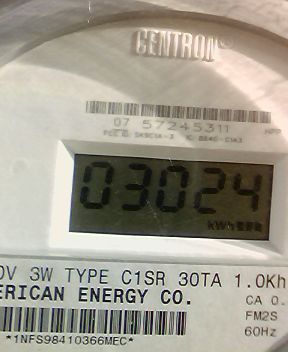 CENTRON®
07 57245311
03024
0V 3W TYPE C1SR 30TA 1.0Kh
ERICAN ENERGY CO.
CA 0.
FM2S
60Hz
*1NFS98410366MEC*